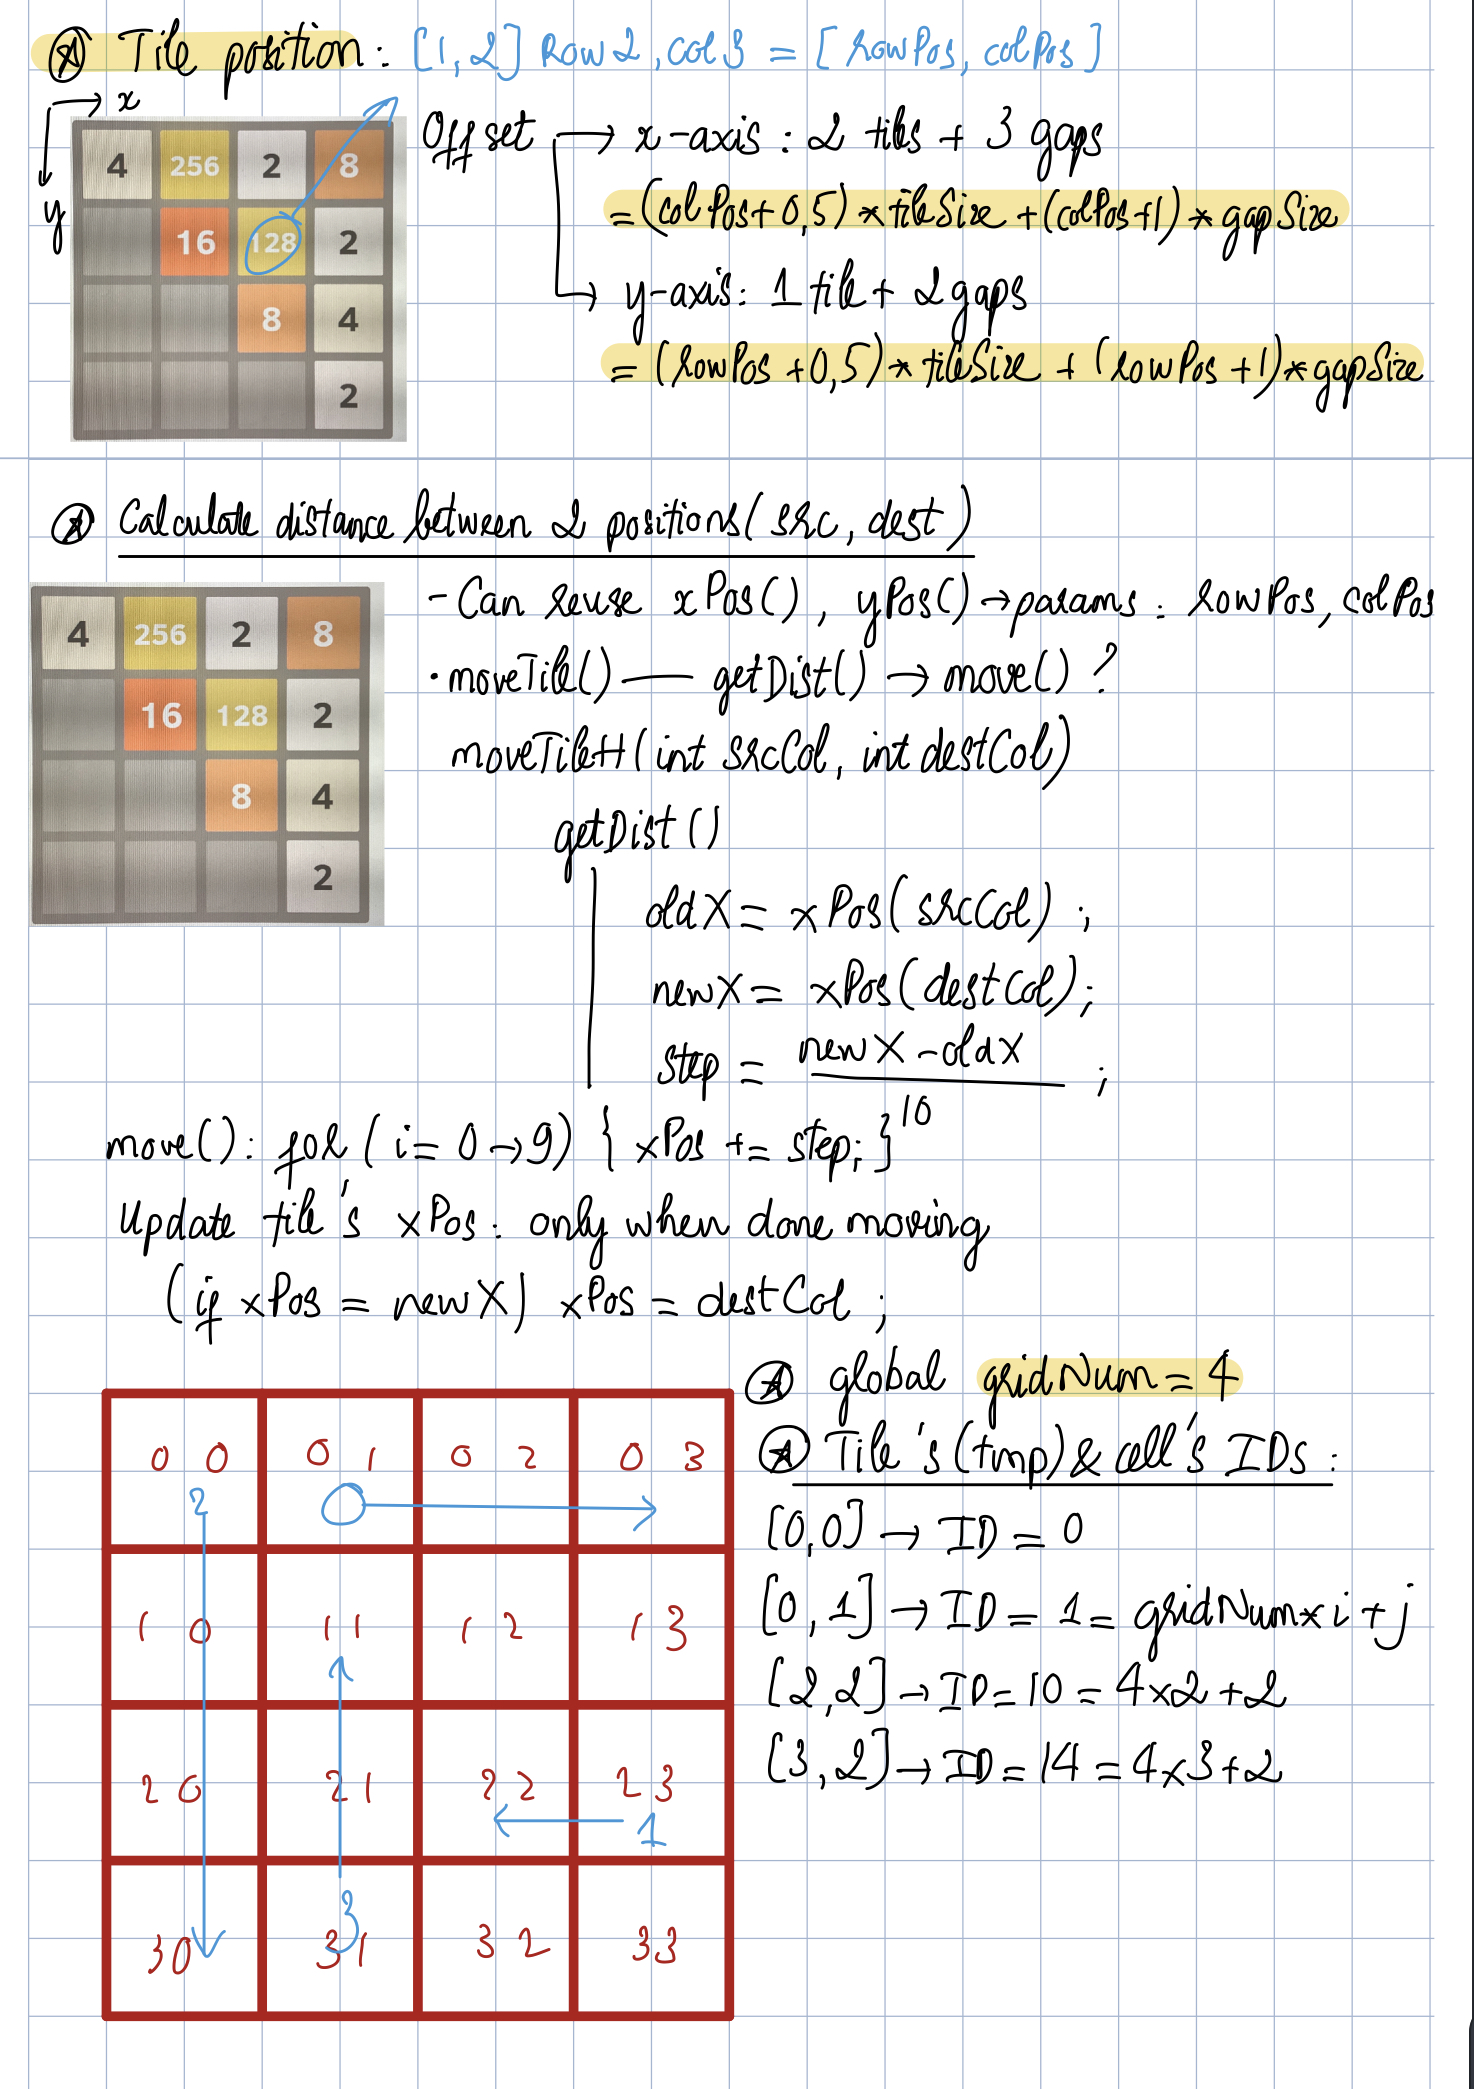 Tile position: [1,2] Row 2, col 3 = [rowPos, colPos]
x
y
4 256 2 8
16 128 2
8 4
2
Offset → x-axis: 2 tiles + 3 gaps
= (colPos + 0,5) * tileSize + (colPos+1) * gapSize
→ y-axis: 1 tile + 2 gaps
= (rowPos + 0,5) * tileSize + (rowPos + 1) * gapSize
Calculate distance between 2 positions (src, dest)
4 256 2 8
16 128 2
8 4
2
- Can reuse xPos(), yPos() → params: rowPos, colPos
· moveTile() — getDist() → move() ?
moveTileH (int srcCol, int destCol)
getDist ()
oldX = xPos(srcCol) ;
newX = xPos(destCol);
step = newX - oldX ;
10
move(): for (i = 0 → 9) { xPos += step; }
Update tile's xPos: only when done moving
(if xPos = newX) xPos = destCol ;
global gridNum = 4
Tile's (tmp) & cell's IDs :
[0,0] → ID = 0
[0,1] → ID = 1 = gridNum x i + j
[2,2] → ID = 10 = 4x2 + 2
[3,2] → ID = 14 = 4x3 + 2
0 0 0 1 0 2 0 3
2 0
1 0 1 1 1 2 1 3
2 0 2 1 2 2 2 3
1
3
3 0 3 1 3 2 3 3